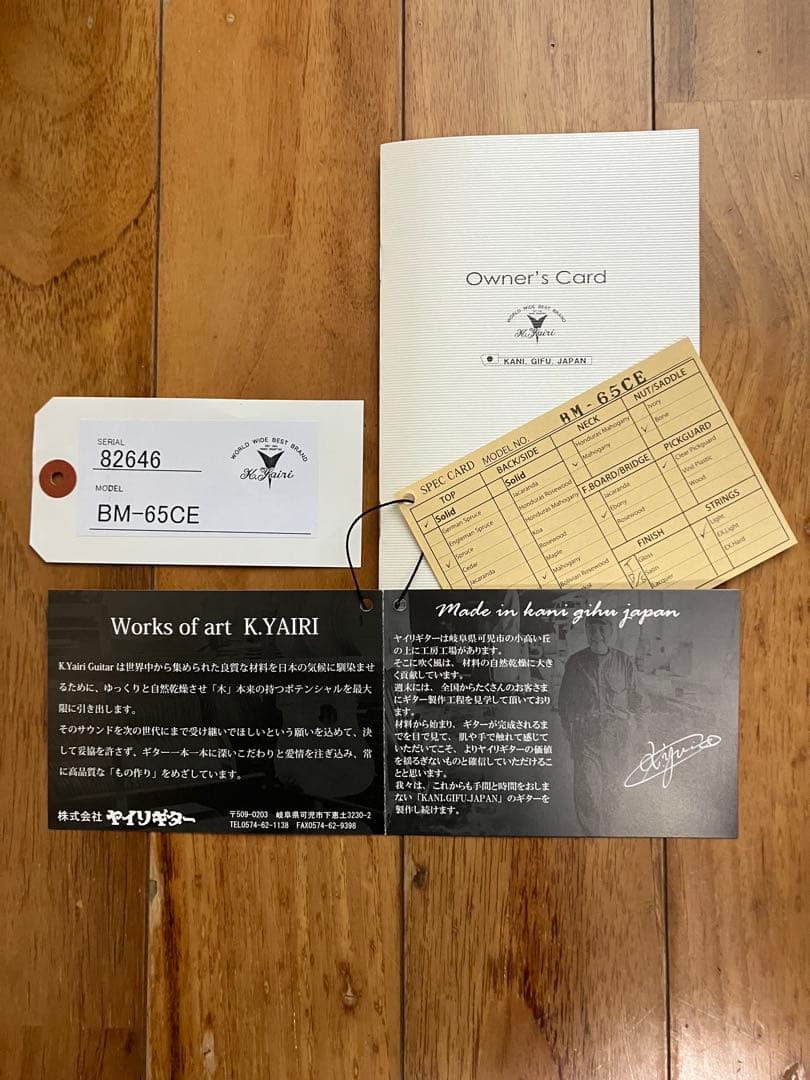 Owner's Card
WORLD WIDE BEST BRAND
K.Yairi
KANI. GIFU. JAPAN
SERIAL
82646
MODEL
BM-65CE
WORLD WIDE BEST BRAND
K.Yairi
SPEC CARD MODEL NO. BM-65CE
TOP
✓ Solid
German Spruce
Engleman Spruce
✓ Spruce
Cedar
Jacaranda
BACK/SIDE
Solid
Jacaranda
Honduras Rosewood
Honduras Mahogany
Koa
Rosewood
Maple
✓ Mahogany
Bolivian Rosewood
NECK
Honduras Mahogany
✓ Mahogany
F.BOARD/BRIDGE
Jacaranda
✓ Ebony
Rosewood
FINISH
Gloss
Satin
Lacquer
NUT/SADDLE
Ivory
✓ Bone
PICKGUARD
✓ Clear Pickguard
Vinil Plastic
Wood
STRINGS
✓ Light
EX.Light
EX.Hard
Works of art K.YAIRI
K.Yairi Guitar は世界中から集められた良質な材料を日本の気候に馴染ませ
るために、ゆっくりと自然乾燥させ「木」本来の持つポテンシャルを最大
限に引き出します。
そのサウンドを次の世代にまで受け継いでほしいという願いを込めて、決
して妥協を許さず、ギター一本一本に深いこだわりと愛情を注ぎ込み、常
に高品質な「もの作り」をめざしています。
株式会社 ヤイリギター
〒509-0203 岐阜県可児市下恵土3230-2
TEL0574-62-1138 FAX0574-62-9398
Made in kani gihu japan
ヤイリギターは岐阜県可児市の小高い丘
の上に工房工場があります。
そこに吹く風は、材料の自然乾燥に大き
く貢献しています。
週末には、全国からたくさんのお客さま
にギター製作工程を見学して頂いており
ます。
材料から始まり、ギターが完成されるま
でを目で見て、肌や手で触れて感じて
いただいてこそ、よりヤイリギターの価値
を揺るぎないものと確信していただけること
と思います。
我々は、これからも手間と時間をおしま
ない「KANI.GIFU.JAPAN」のギターを
製作し続けます。
K.Yairi